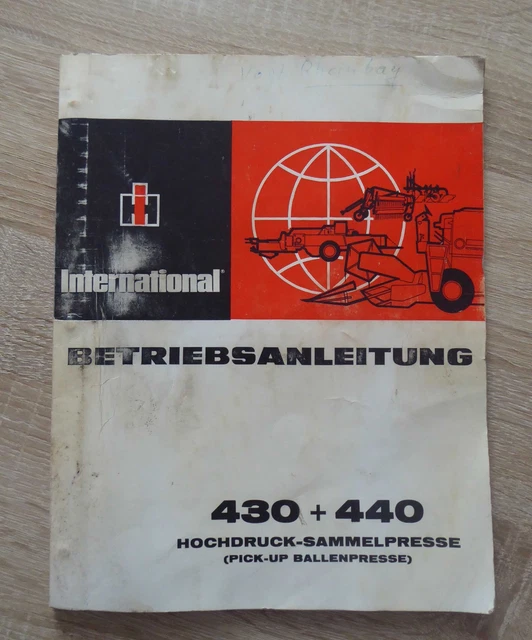 International®
BETRIEBSANLEITUNG
430 + 440
HOCHDRUCK-SAMMELPRESSE
(PICK-UP BALLENPRESSE)